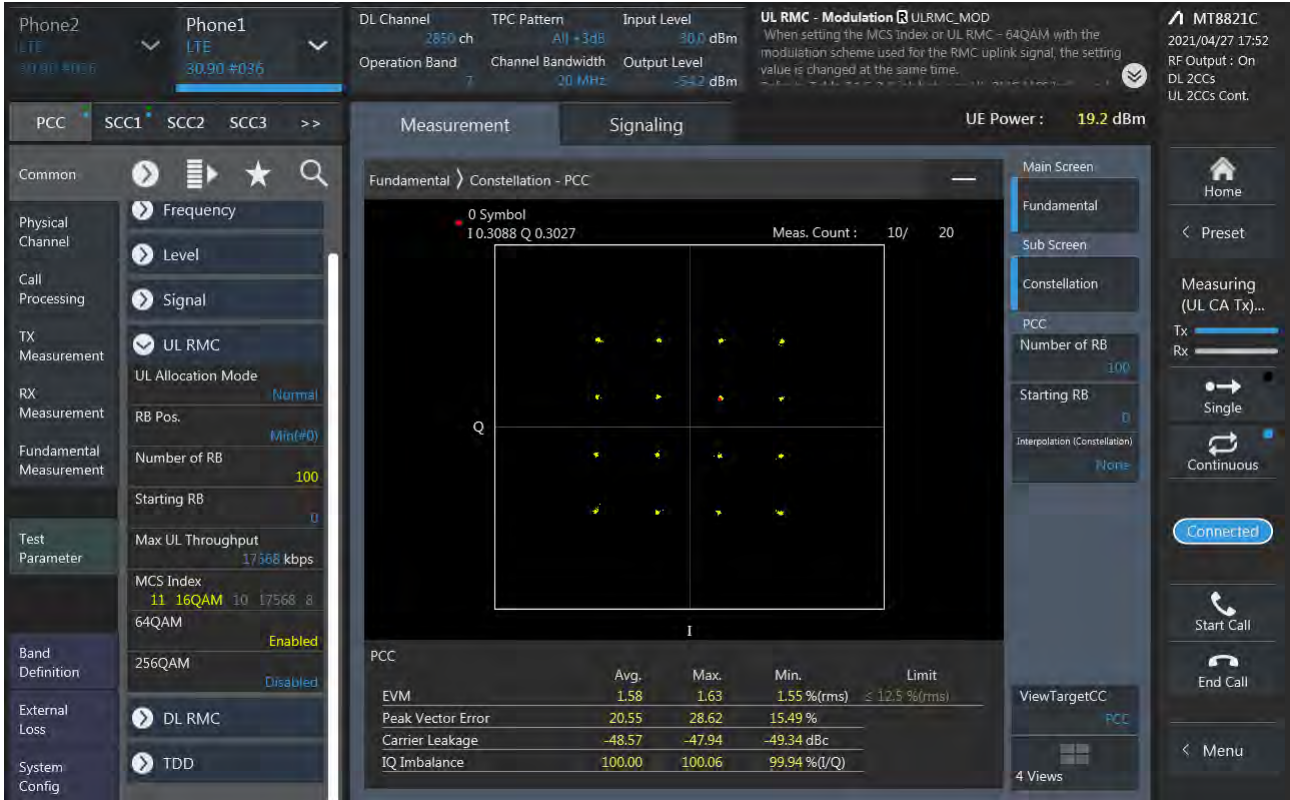 Phone2
LTE
30.90 #036
Phone1
LTE
30.90 #036
DL Channel
2850 ch
Operation Band
7
TPC Pattern
All +3dB
Channel Bandwidth
20 MHz
Input Level
30.0 dBm
Output Level
-54.2 dBm
UL RMC - Modulation R ULRMC_MOD
When setting the MCS Index or UL RMC - 64QAM with the
modulation scheme used for the RMC uplink signal, the setting
value is changed at the same time.
MT8821C
2021/04/27 17:52
RF Output : On
DL 2CCs
UL 2CCs Cont.
PCC SCC1 SCC2 SCC3 >>
Measurement
Signaling
UE Power : 19.2 dBm
Common
Physical
Channel
Call
Processing
TX
Measurement
RX
Measurement
Fundamental
Measurement
Test
Parameter
Band
Definition
External
Loss
System
Config
Frequency
Level
Signal
UL RMC
UL Allocation Mode
Normal
RB Pos.
Min(#0)
Number of RB
100
Starting RB
0
Max UL Throughput
17568 kbps
MCS Index
11 16QAM 10 17568 8
64QAM
Enabled
256QAM
Disabled
DL RMC
TDD
Fundamental 〉 Constellation - PCC
0 Symbol
I 0.3088 Q 0.3027
Meas. Count : 10/ 20
Q
I
PCC
Avg. Max. Min. Limit
EVM 1.58 1.63 1.55 %(rms) ≤ 12.5 %(rms)
Peak Vector Error 20.55 28.62 15.49 %
Carrier Leakage -48.57 -47.94 -49.34 dBc
IQ Imbalance 100.00 100.06 99.94 %(I/Q)
Main Screen
Fundamental
Sub Screen
Constellation
PCC
Number of RB
100
Starting RB
0
Interpolation (Constellation)
None
ViewTargetCC
PCC
4 Views
Home
< Preset
Measuring
(UL CA Tx)...
Tx
Rx
Single
Continuous
Connected
Start Call
End Call
< Menu